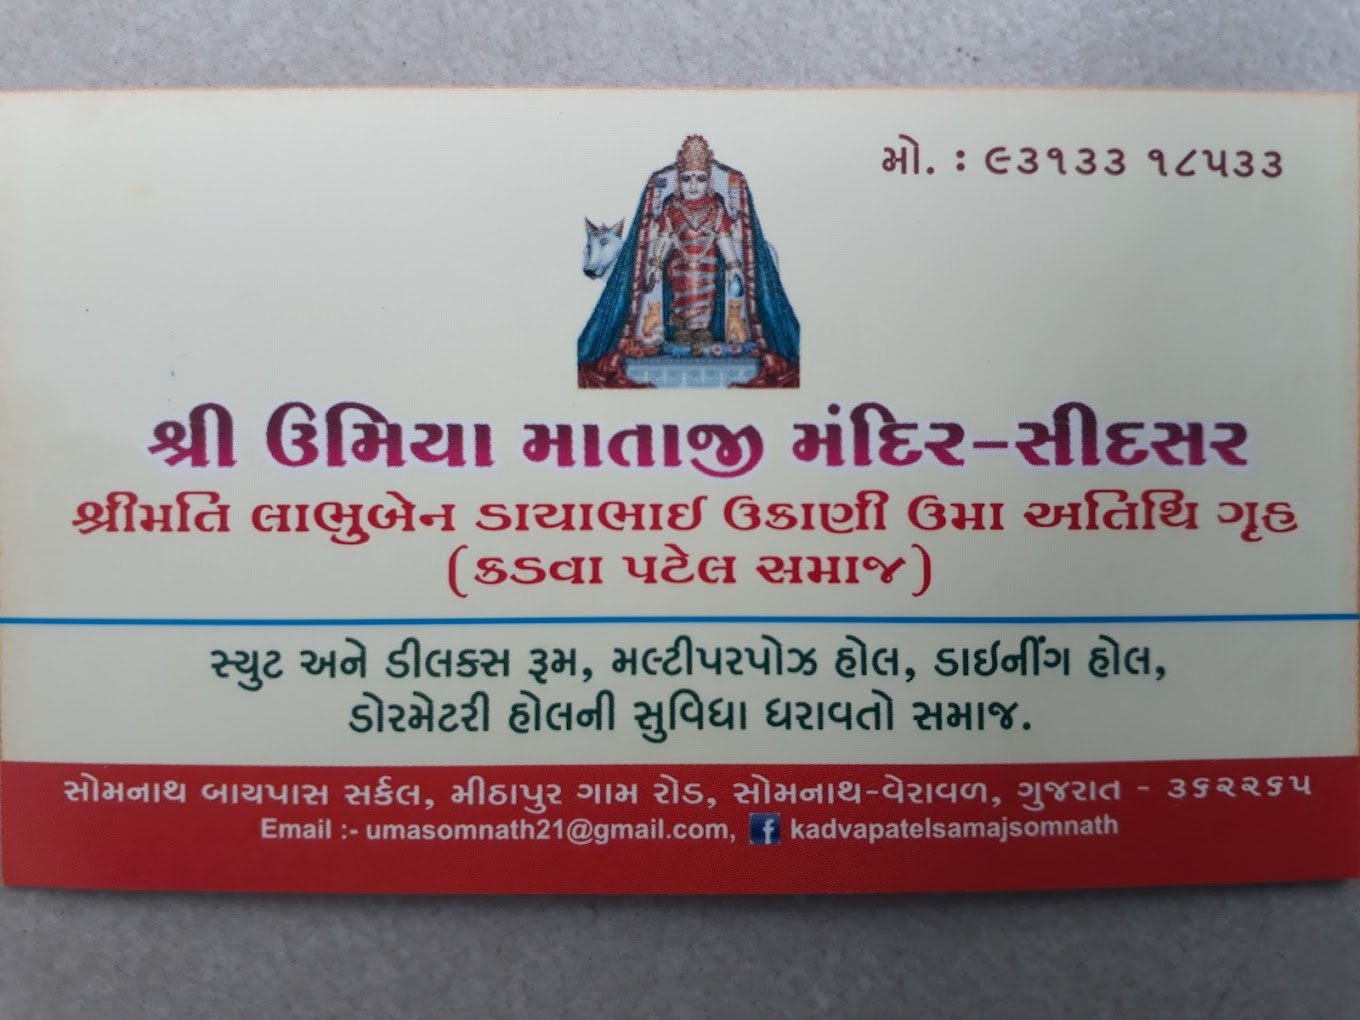 મો. : ૯૩૧૩૩ ૧૮૫૩૩
શ્રી ઉમિયા માતાજી મંદિર-સીદસર
શ્રીમતિ લાભુબેન ડાયાભાઈ ઉકાણી ઉમા અતિથિ ગૃહ
(કડવા પટેલ સમાજ)
સ્યુટ અને ડીલક્સ રૂમ, મલ્ટીપરપોઝ હોલ, ડાઇનીંગ હોલ,
ડોરમેટરી હોલની સુવિધા ધરાવતો સમાજ.
સોમનાથ બાયપાસ સર્કલ, મીઠાપુર ગામ રોડ, સોમનાથ-વેરાવળ, ગુજરાત - ૩૬૨૨૬૫
Email :- umasomnath21@gmail.com, f kadvapatelsamajsomnath